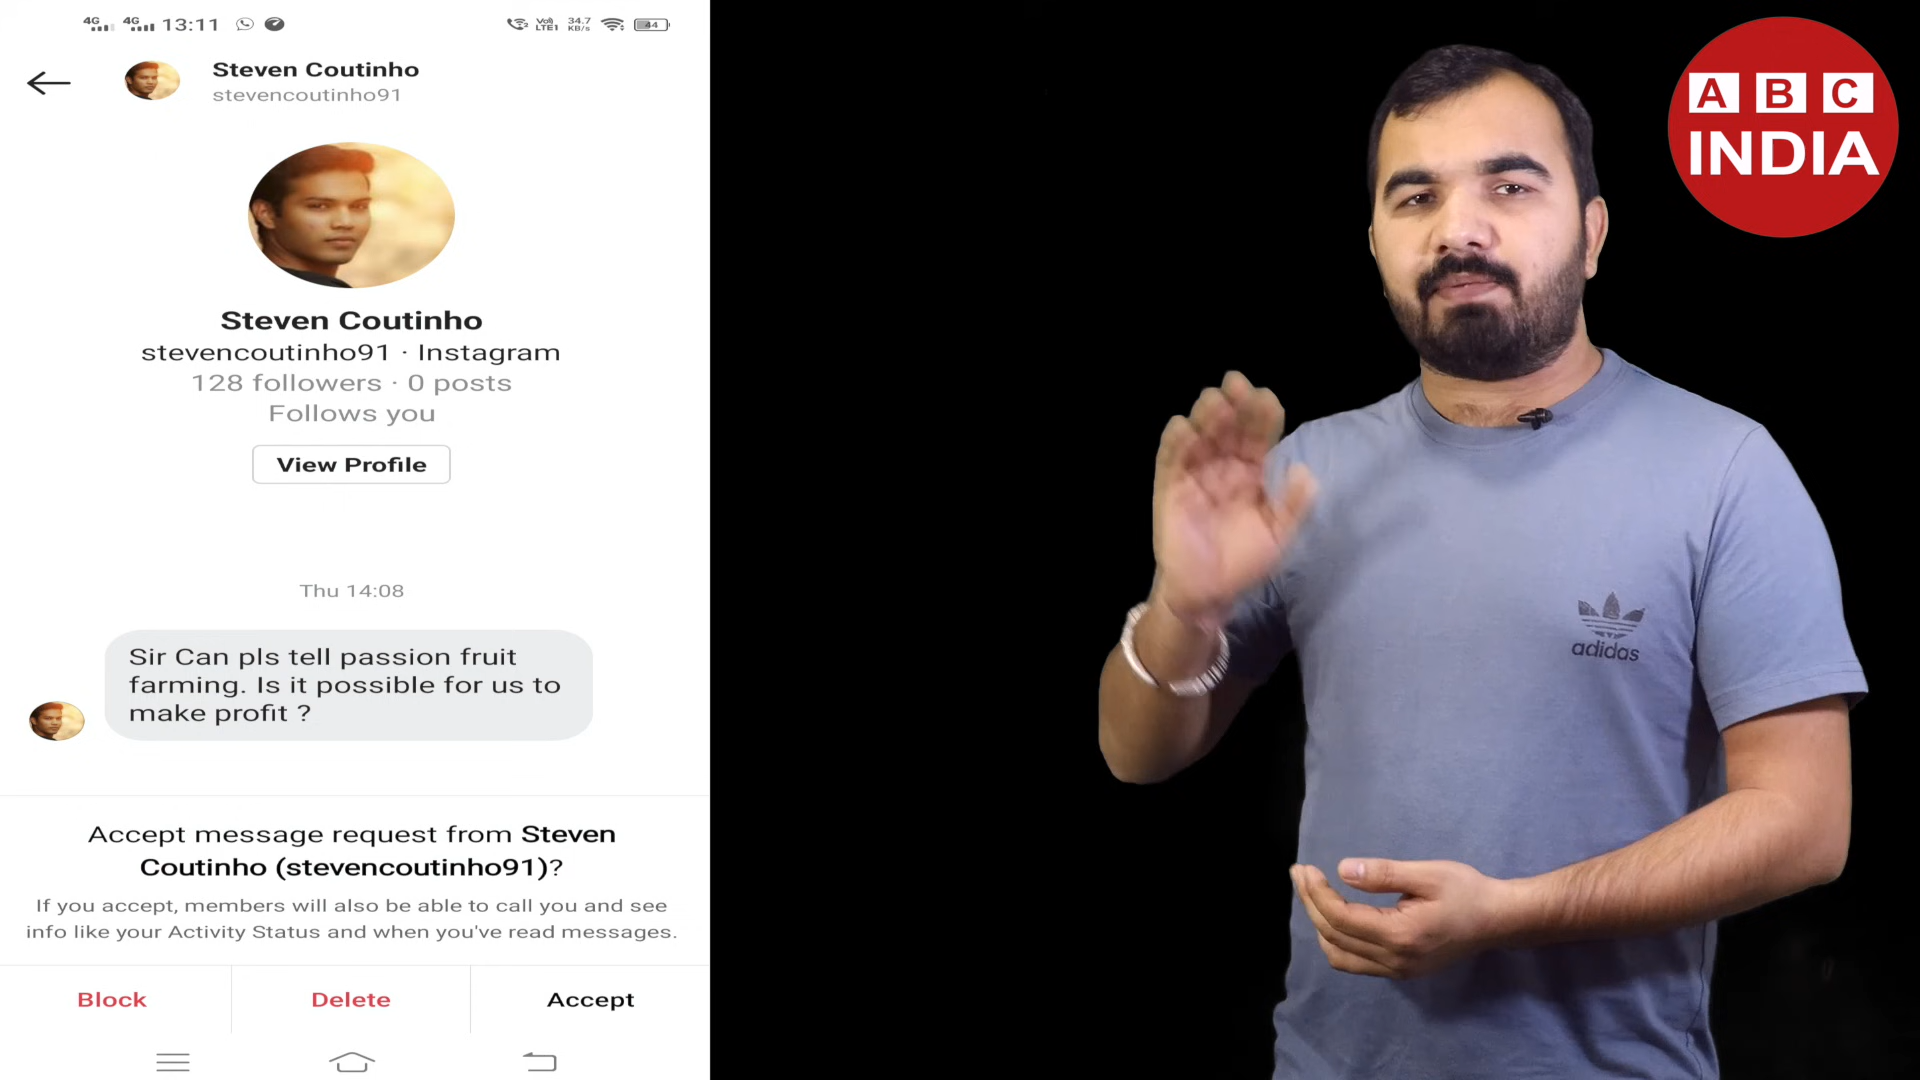 4G 4G 13:11
VoI) LTE1 34.7 KB/s 44
Steven Coutinho
stevencoutinho91
Steven Coutinho
stevencoutinho91 · Instagram
128 followers · 0 posts
Follows you
View Profile
Thu 14:08
Sir Can pls tell passion fruit
farming. Is it possible for us to
make profit ?
Accept message request from Steven
Coutinho (stevencoutinho91)?
If you accept, members will also be able to call you and see
info like your Activity Status and when you've read messages.
Block Delete Accept
A B C
INDIA
adidas